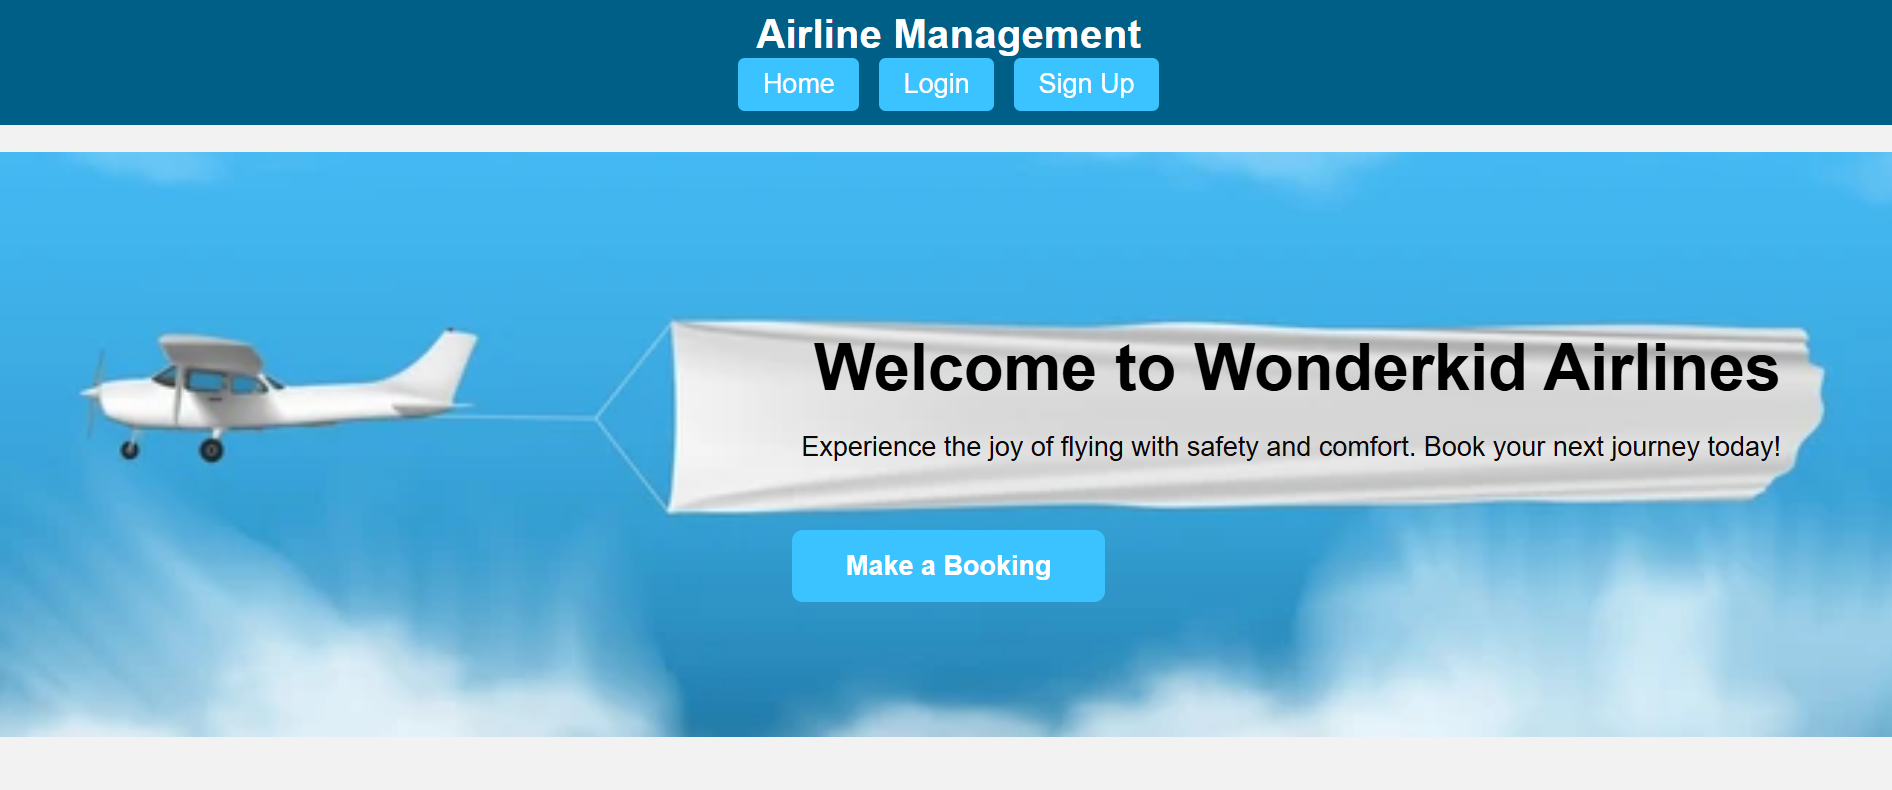 Airline Management
Home Login Sign Up
Welcome to Wonderkid Airlines
Experience the joy of flying with safety and comfort. Book your next journey today!
Make a Booking